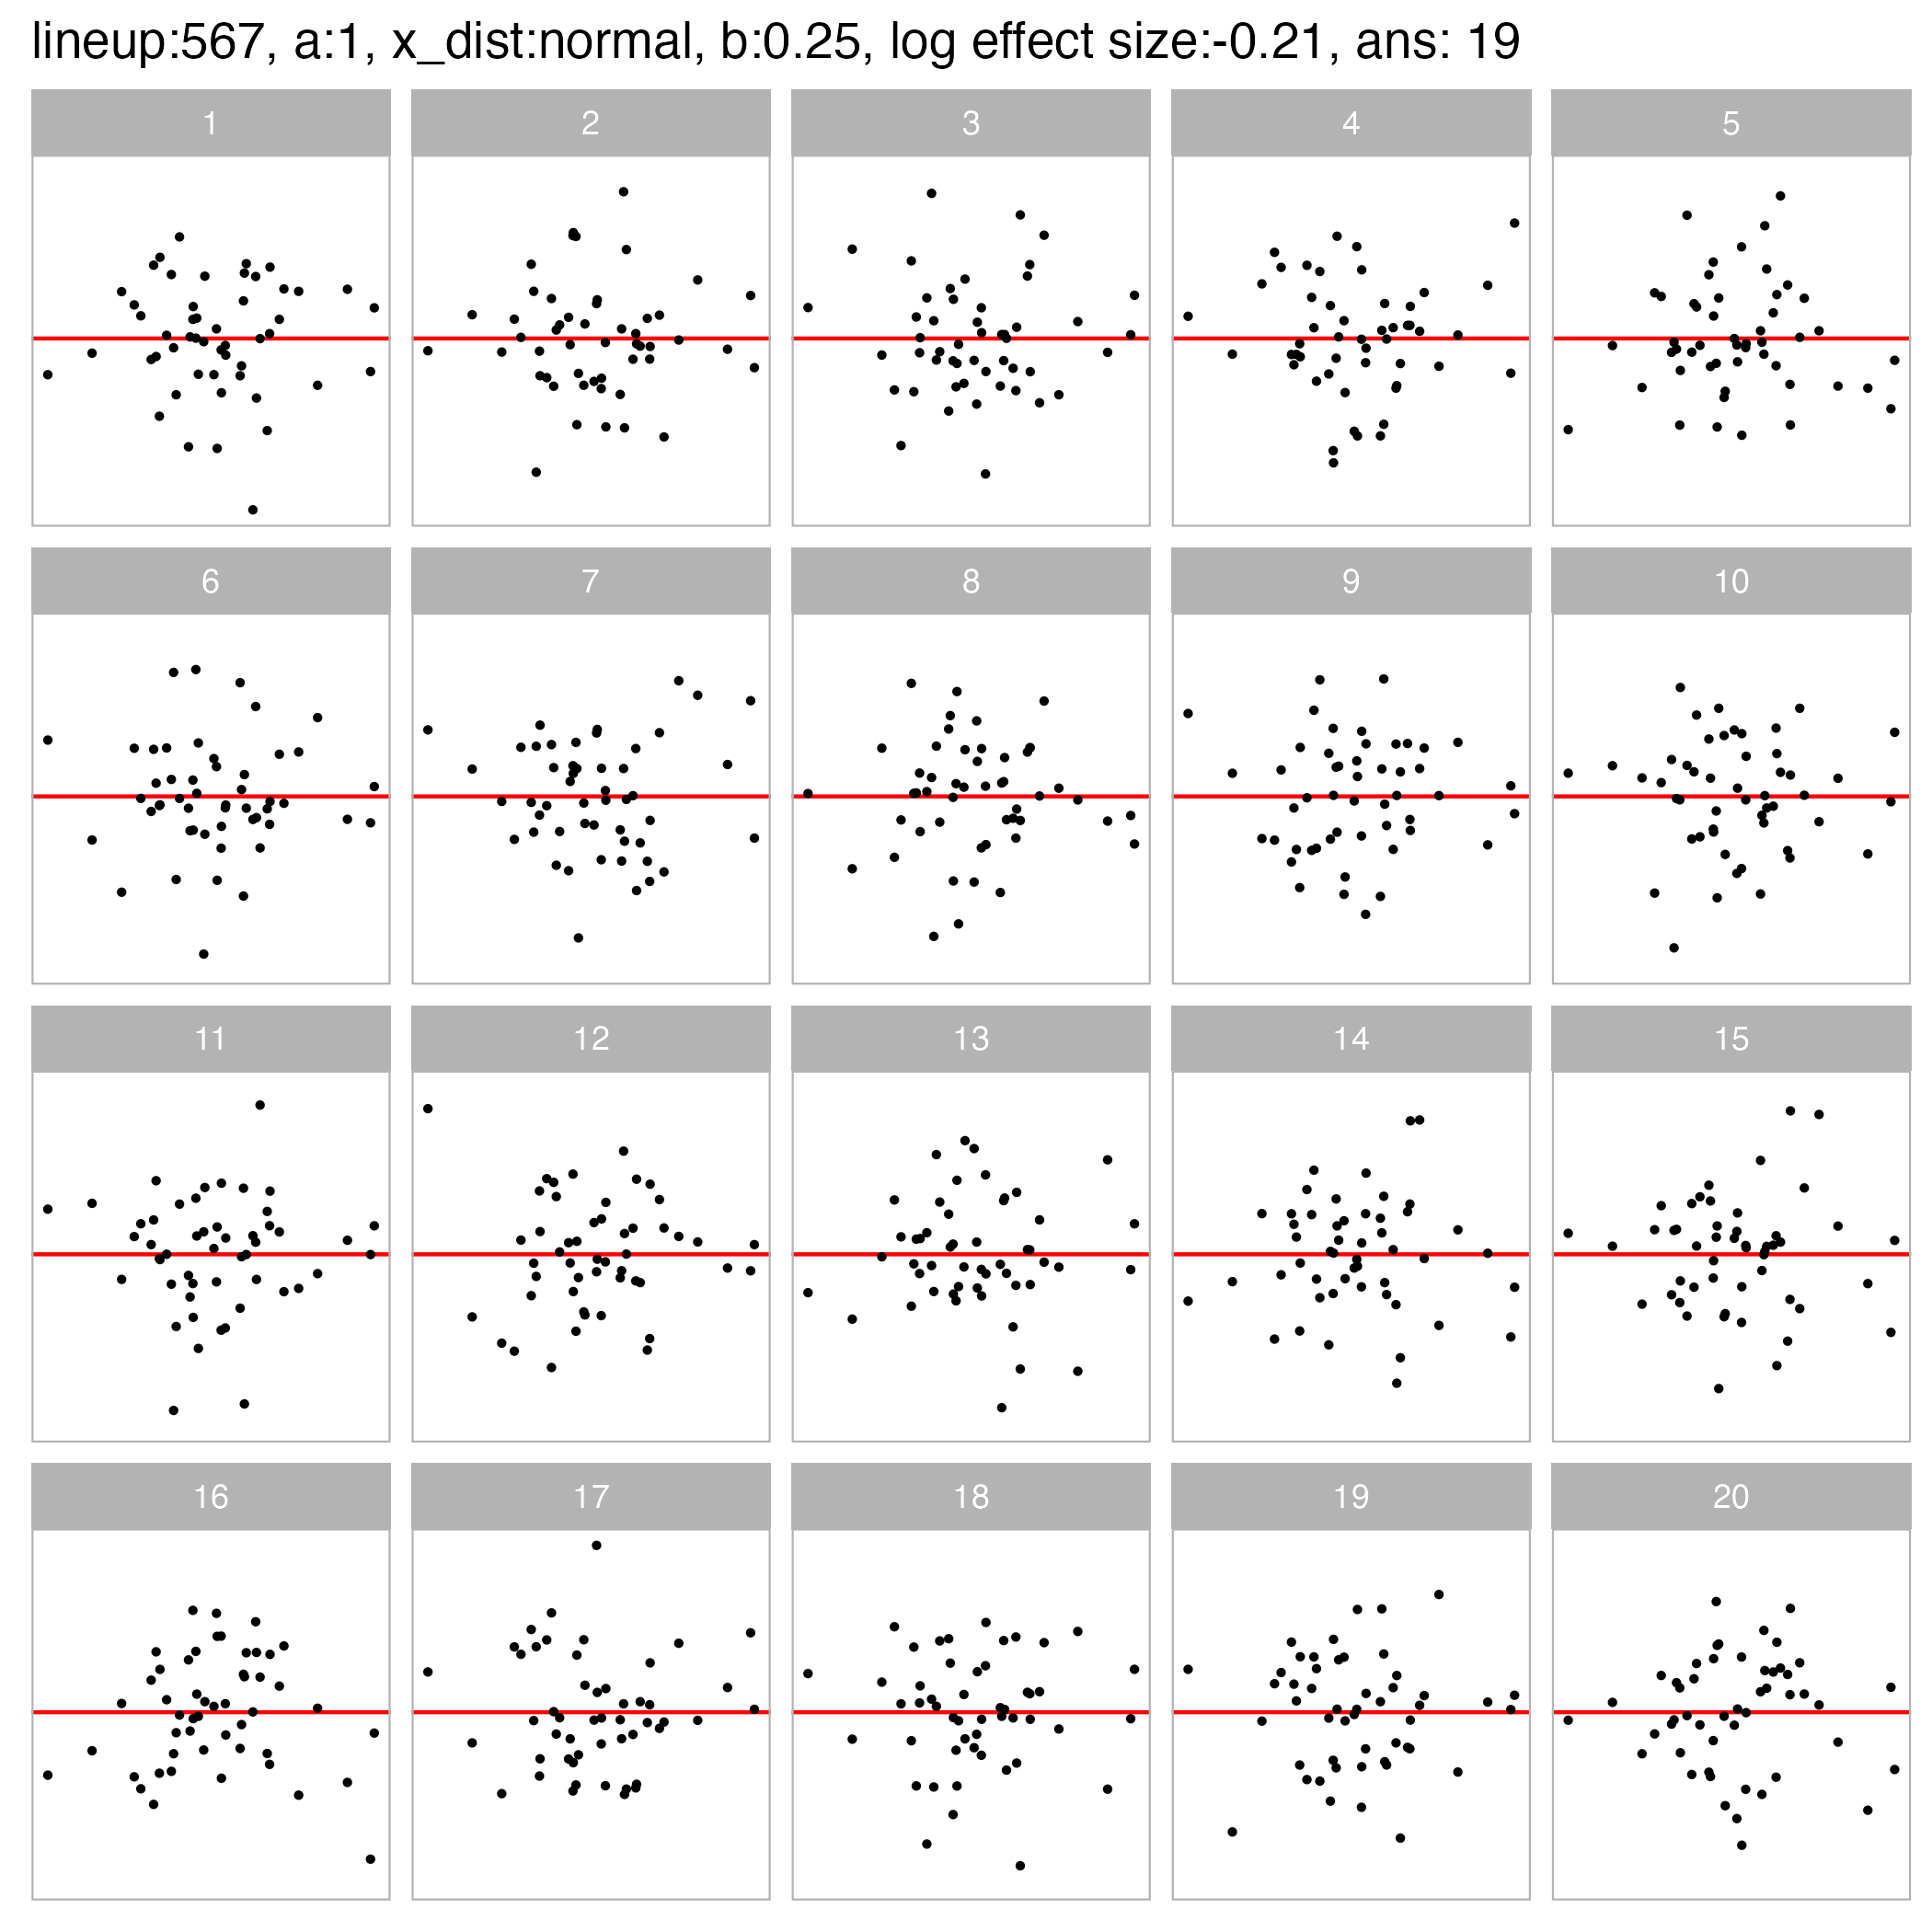 lineup:567, a:1, x_dist:normal, b:0.25, log effect size:-0.21, ans: 19
1 2 3 4 5
6 7 8 9 10
11 12 13 14 15
16 17 18 19 20